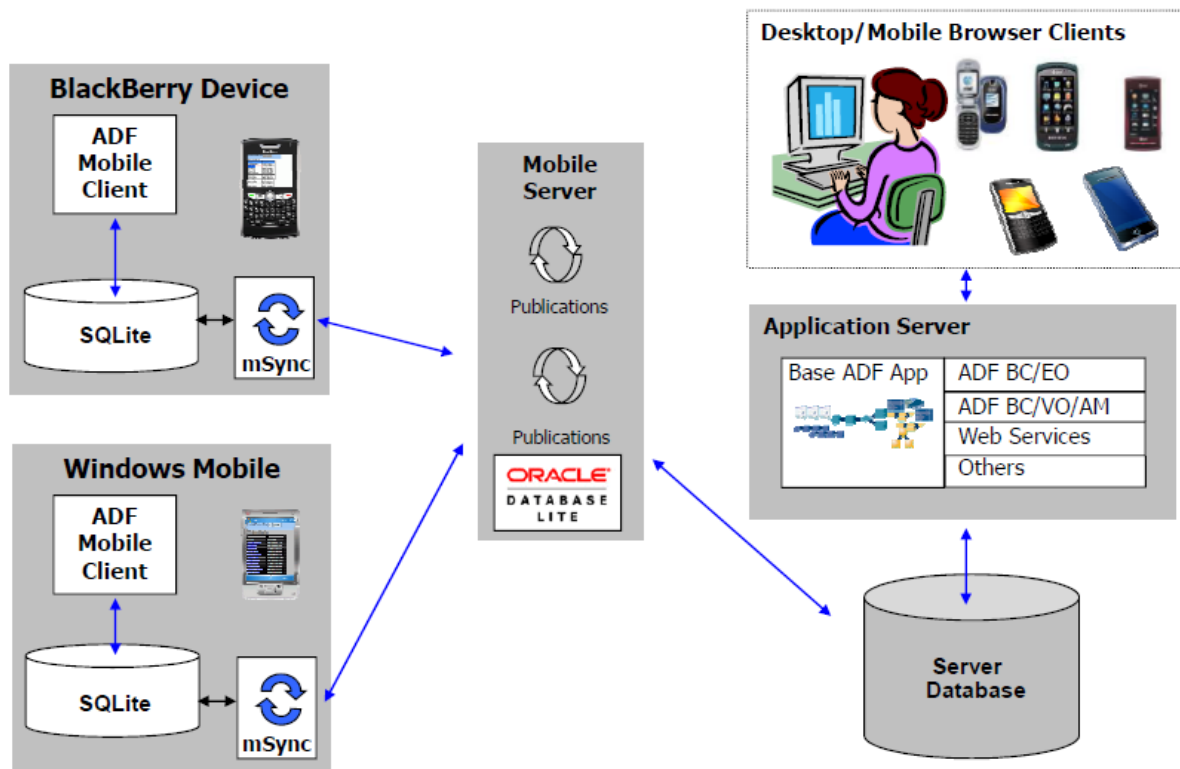 BlackBerry Device
ADF
Mobile
Client
SQLite
mSync
Windows Mobile
ADF
Mobile
Client
SQLite
mSync
Mobile
Server
Publications
Publications
ORACLE®
DATABASE
LITE
Desktop/Mobile Browser Clients
Application Server
Base ADF App
ADF BC/EO
ADF BC/VO/AM
Web Services
Others
Server
Database